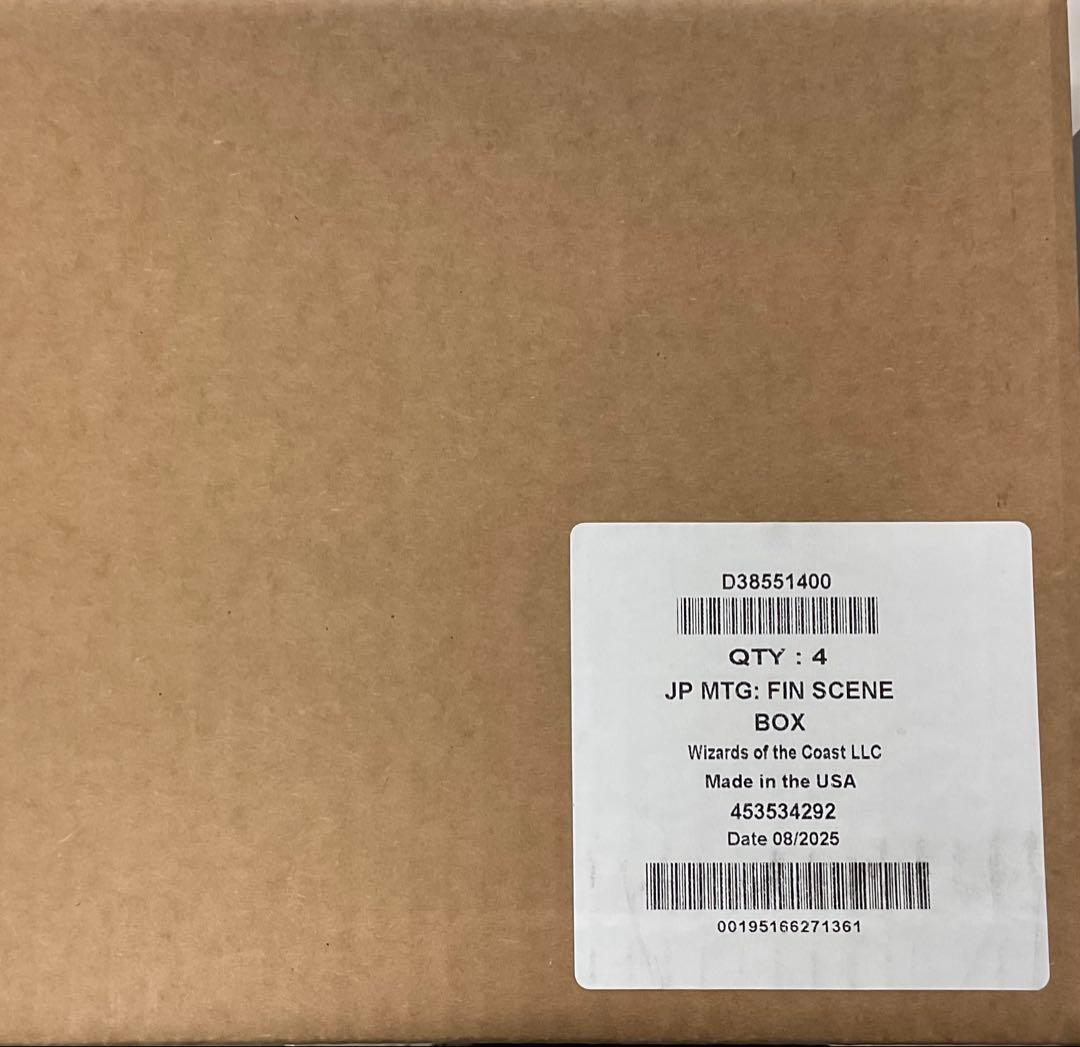 D38551400
QTY : 4
JP MTG: FIN SCENE
BOX
Wizards of the Coast LLC
Made in the USA
453534292
Date 08/2025
00195166271361